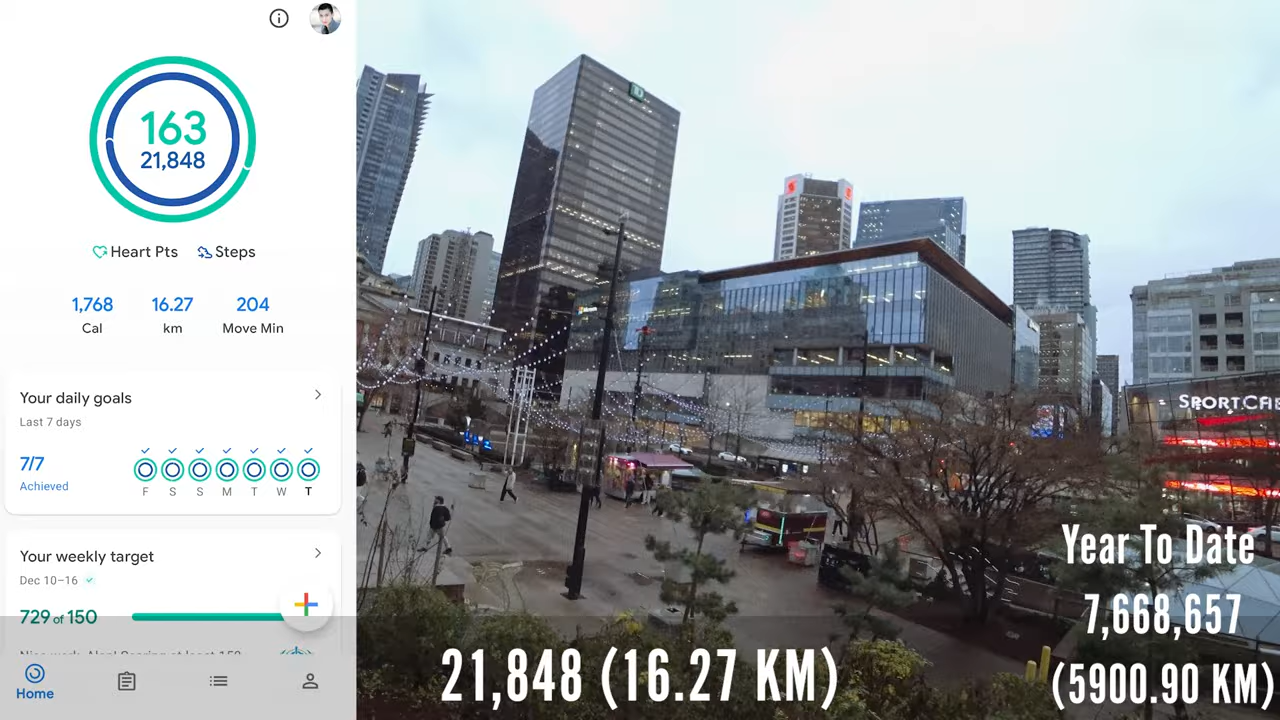 163
21,848
Heart Pts
Steps
1,768
16.27
204
Cal
km
Move Min
Your daily goals
Last 7 days
7/7
Achieved
F S S M T W T
Your weekly target
Dec 10–16
729 of 150
Home
SPORTCHE
Year To Date
7,668,657
(5900.90 KM)
21,848 (16.27 KM)